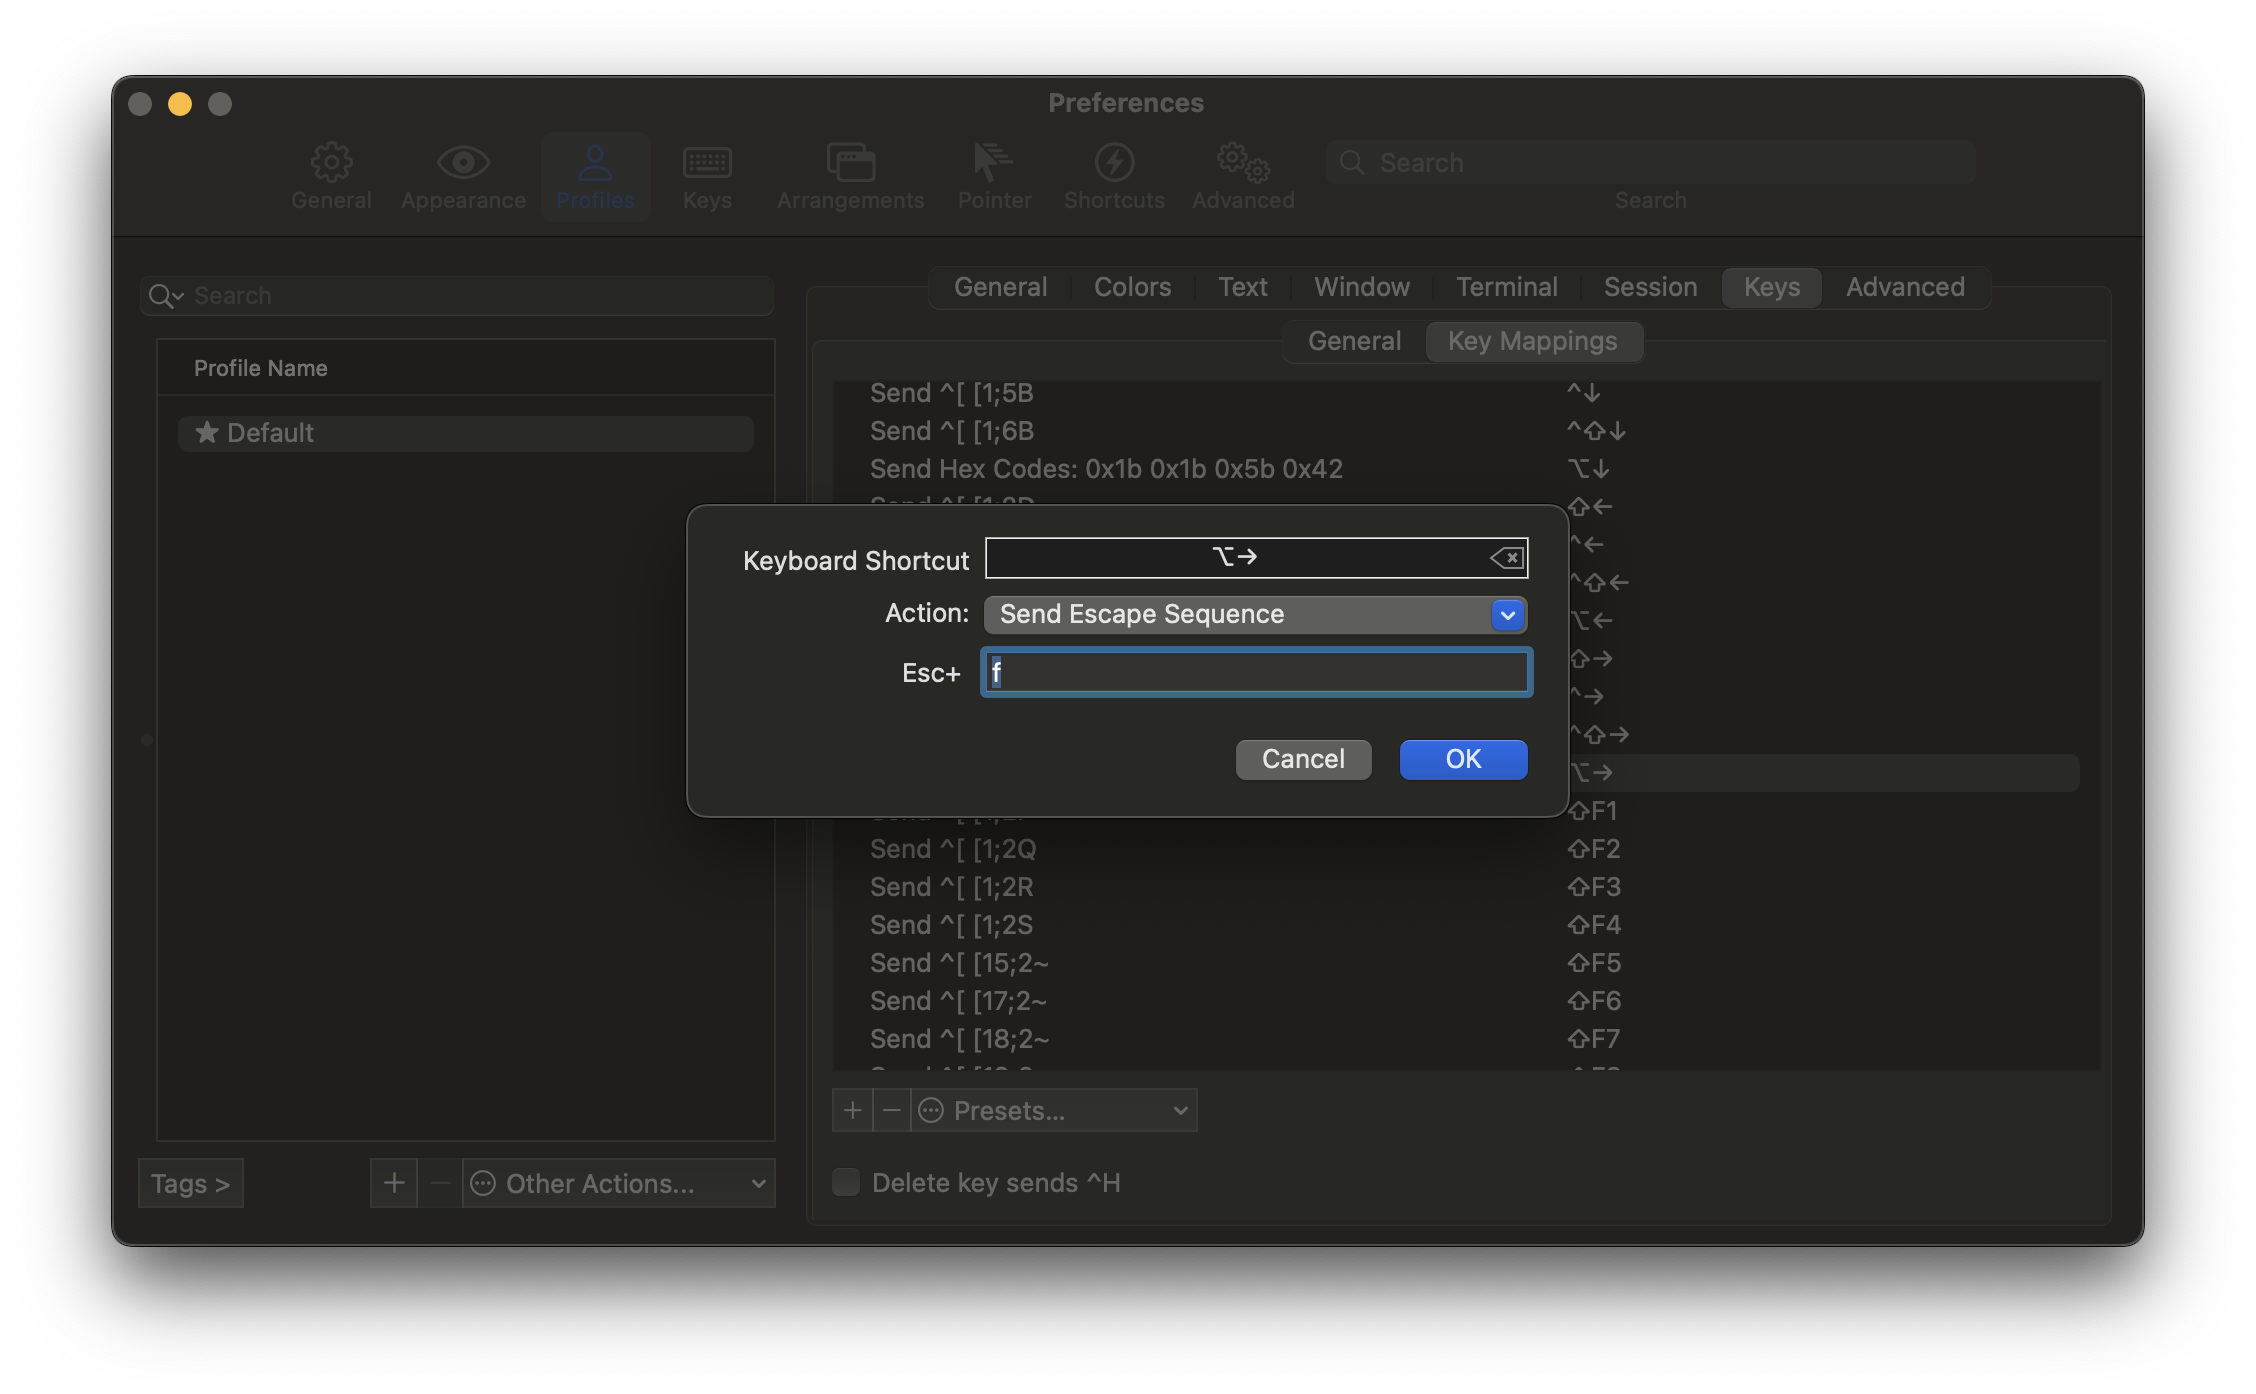 Preferences
General
Appearance
Profiles
Keys
Arrangements
Pointer
Shortcuts
Advanced
Search
Search
Search
Profile Name
★ Default
Tags >
+
−
Other Actions...
General
Colors
Text
Window
Terminal
Session
Keys
Advanced
General
Key Mappings
Send ^[ [1;5B ^↓
Send ^[ [1;6B ^⇧↓
Send Hex Codes: 0x1b 0x1b 0x5b 0x42 ⌥↓
⇧←
^←
^⇧←
⌥←
⇧→
^→
^⇧→
⌥→
⇧F1
Send ^[ [1;2Q ⇧F2
Send ^[ [1;2R ⇧F3
Send ^[ [1;2S ⇧F4
Send ^[ [15;2~ ⇧F5
Send ^[ [17;2~ ⇧F6
Send ^[ [18;2~ ⇧F7
+
−
Presets...
Delete key sends ^H
Keyboard Shortcut ⌥→
Action: Send Escape Sequence
Esc+ f
Cancel
OK